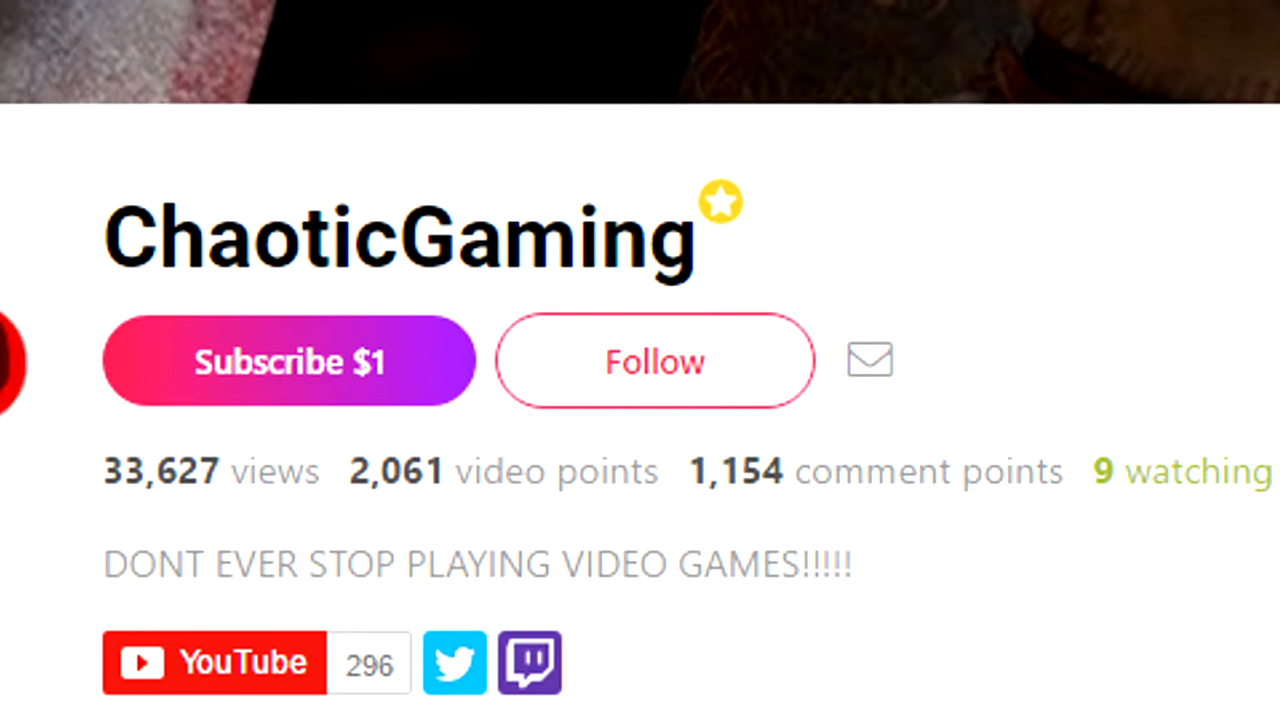 ChaoticGaming
Subscribe $1 Follow
33,627 views 2,061 video points 1,154 comment points 9 watching
DONT EVER STOP PLAYING VIDEO GAMES!!!!!
YouTube 296